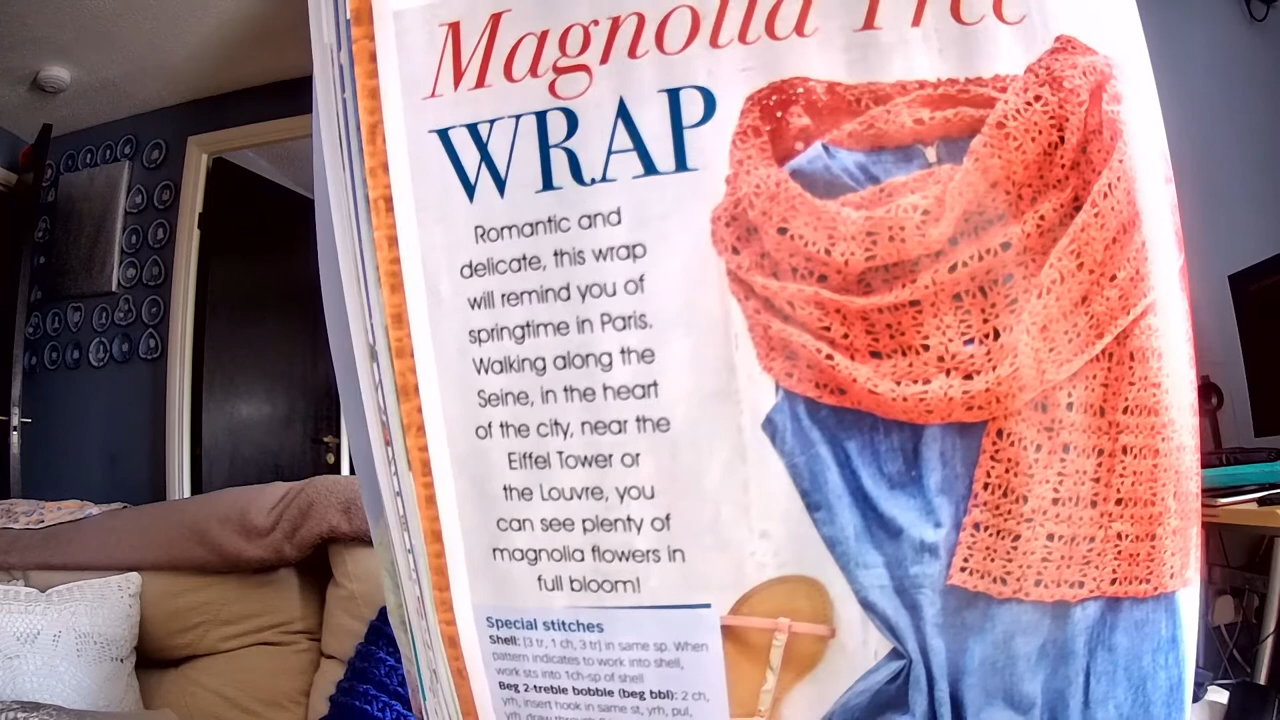 Magnolia Tree
WRAP
Romantic and
delicate, this wrap
will remind you of
springtime in Paris.
Walking along the
Seine, in the heart
of the city, near the
Eiffel Tower or
the Louvre, you
can see plenty of
magnolia flowers in
full bloom!
Special stitches
Shell: [3 tr, 1 ch, 3 tr] in same sp. When
pattern indicates to work into shell,
work sts into 1ch-sp of shell
Beg 2-treble bobble (beg bbl): 2 ch,
yrh, insert hook in same st, yrh, pul,
yrh, draw through